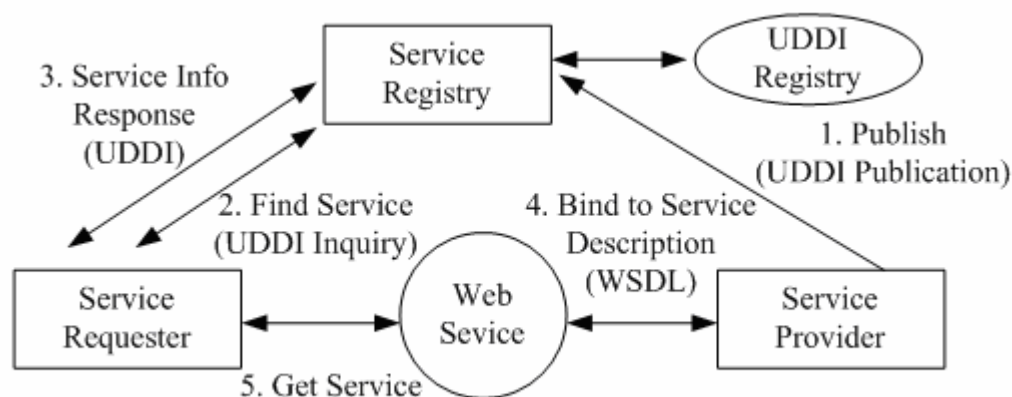 3. Service Info
Response
(UDDI)
Service
Registry
UDDI
Registry
1. Publish
(UDDI Publication)
2. Find Service
(UDDI Inquiry)
4. Bind to Service
Description
(WSDL)
Service
Requester
Web
Sevice
Service
Provider
5. Get Service